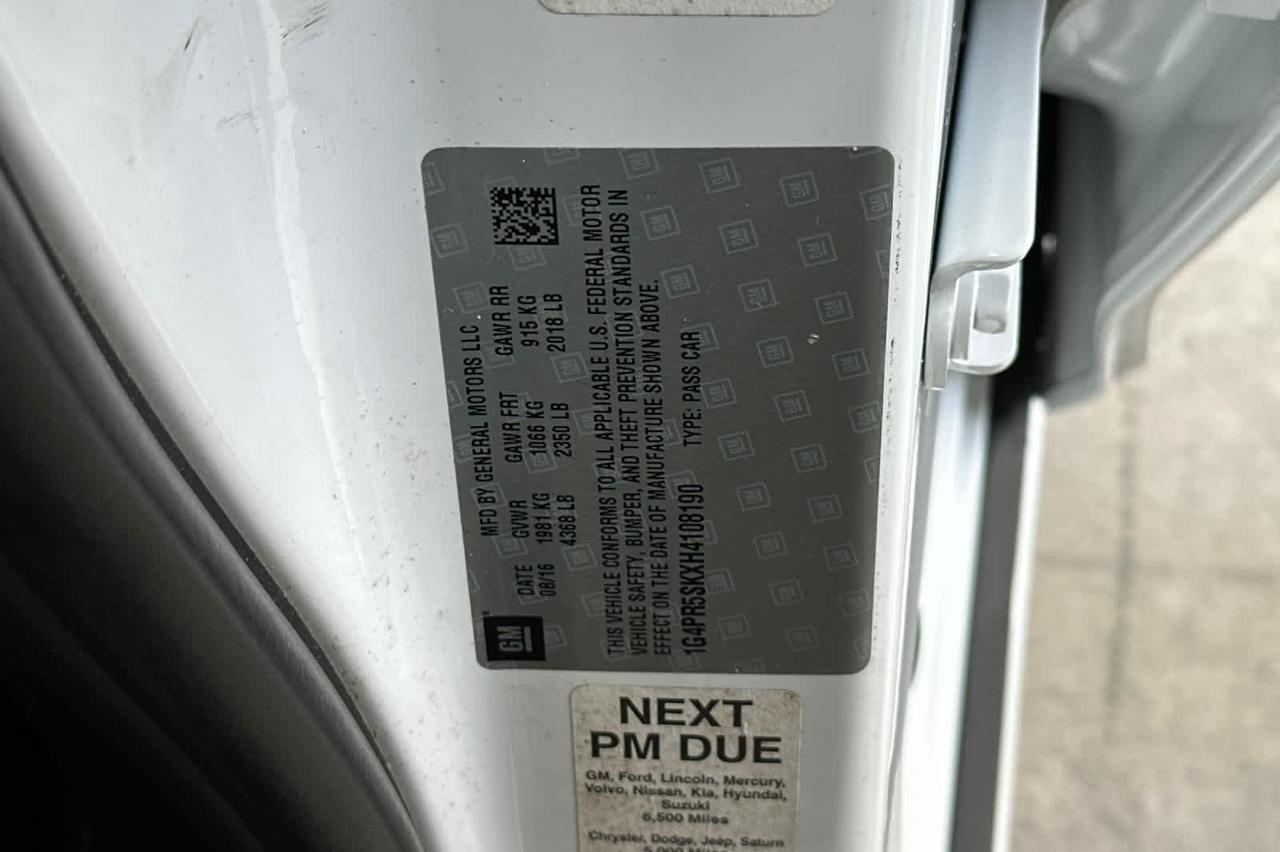 MFD BY GENERAL MOTORS LLC
DATE GVWR GAWR FRT GAWR RR
08/16 1981 KG 1066 KG 915 KG
4368 LB 2350 LB 2018 LB
GM
THIS VEHICLE CONFORMS TO ALL APPLICABLE U.S. FEDERAL MOTOR
VEHICLE SAFETY, BUMPER, AND THEFT PREVENTION STANDARDS IN
EFFECT ON THE DATE OF MANUFACTURE SHOWN ABOVE.
1G4PR5SKXH4108190 TYPE: PASS CAR
NEXT
PM DUE
GM, Ford, Lincoln, Mercury,
Volvo, Nissan, Kia, Hyundai,
Suzuki
6,500 Miles
Chrysler, Dodge, Jeep, Saturn
5,000 Miles